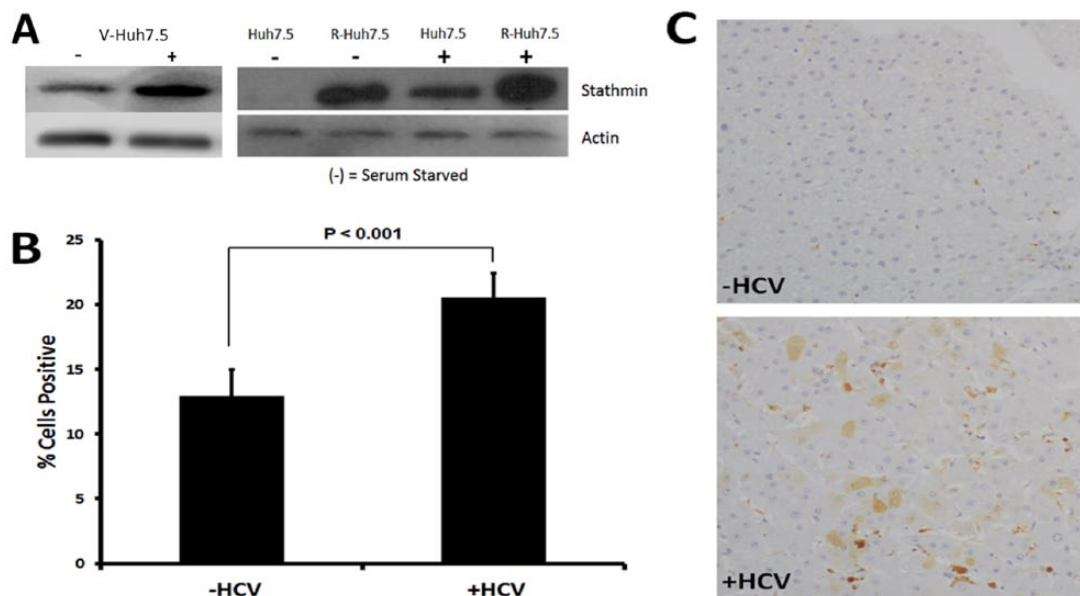 A
V-Huh7.5
- +
Huh7.5 R-Huh7.5 Huh7.5 R-Huh7.5
- - + +
Stathmin
Actin
(-) = Serum Starved
B
P < 0.001
% Cells Positive
25
20
15
10
5
0
-HCV +HCV
C
-HCV
+HCV